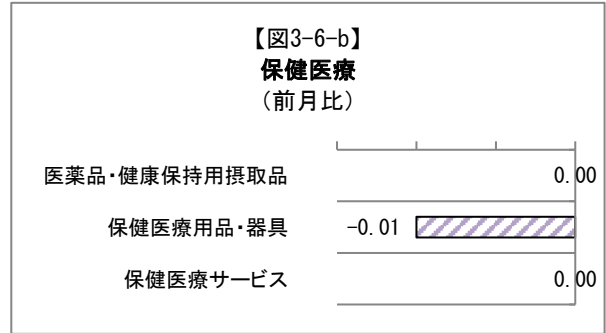 【図3-6-b】
保健医療
（前月比）
医薬品・健康保持用摂取品 0.00
保健医療用品・器具 -0.01
保健医療サービス 0.00